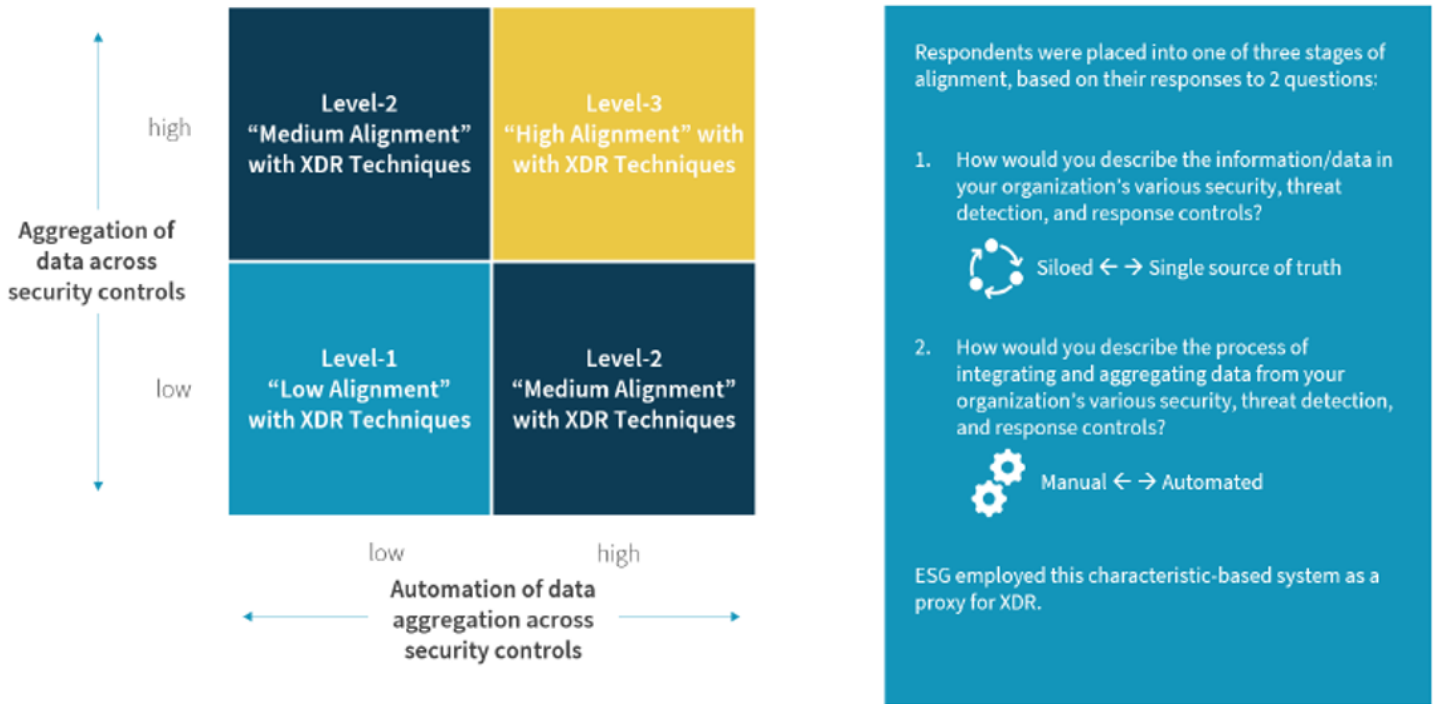 high
Aggregation of
data across
security controls
low
Level-2
“Medium Alignment”
with XDR Techniques
Level-3
“High Alignment” with
with XDR Techniques
Level-1
“Low Alignment”
with XDR Techniques
Level-2
“Medium Alignment”
with XDR Techniques
low
high
Automation of data
aggregation across
security controls
Respondents were placed into one of three stages of
alignment, based on their responses to 2 questions:
1. How would you describe the information/data in
your organization’s various security, threat
detection, and response controls?
Siloed ← → Single source of truth
2. How would you describe the process of
integrating and aggregating data from your
organization’s various security, threat detection,
and response controls?
Manual ← → Automated
ESG employed this characteristic-based system as a
proxy for XDR.